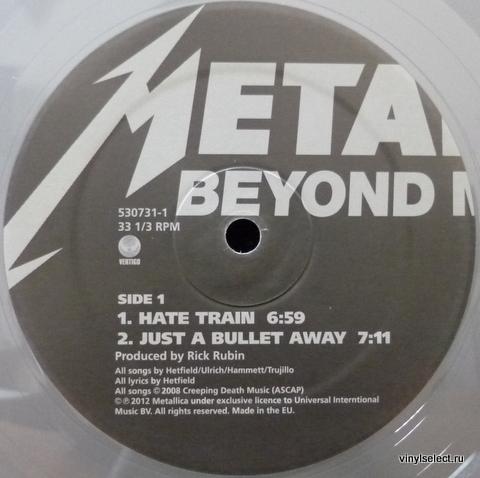 METAL
BEYOND M
530731-1
33 1/3 RPM
VERTIGO
SIDE 1
1. HATE TRAIN 6:59
2. JUST A BULLET AWAY 7:11
Produced by Rick Rubin
All songs by Hetfield/Ulrich/Hammett/Trujillo
All lyrics by Hetfield
All songs ©2008 Creeping Death Music (ASCAP)
©℗ 2012 Metallica under exclusive licence to Universal Interntional
Music BV. All rights reserved. Made in the EU.
vinylselect.ru